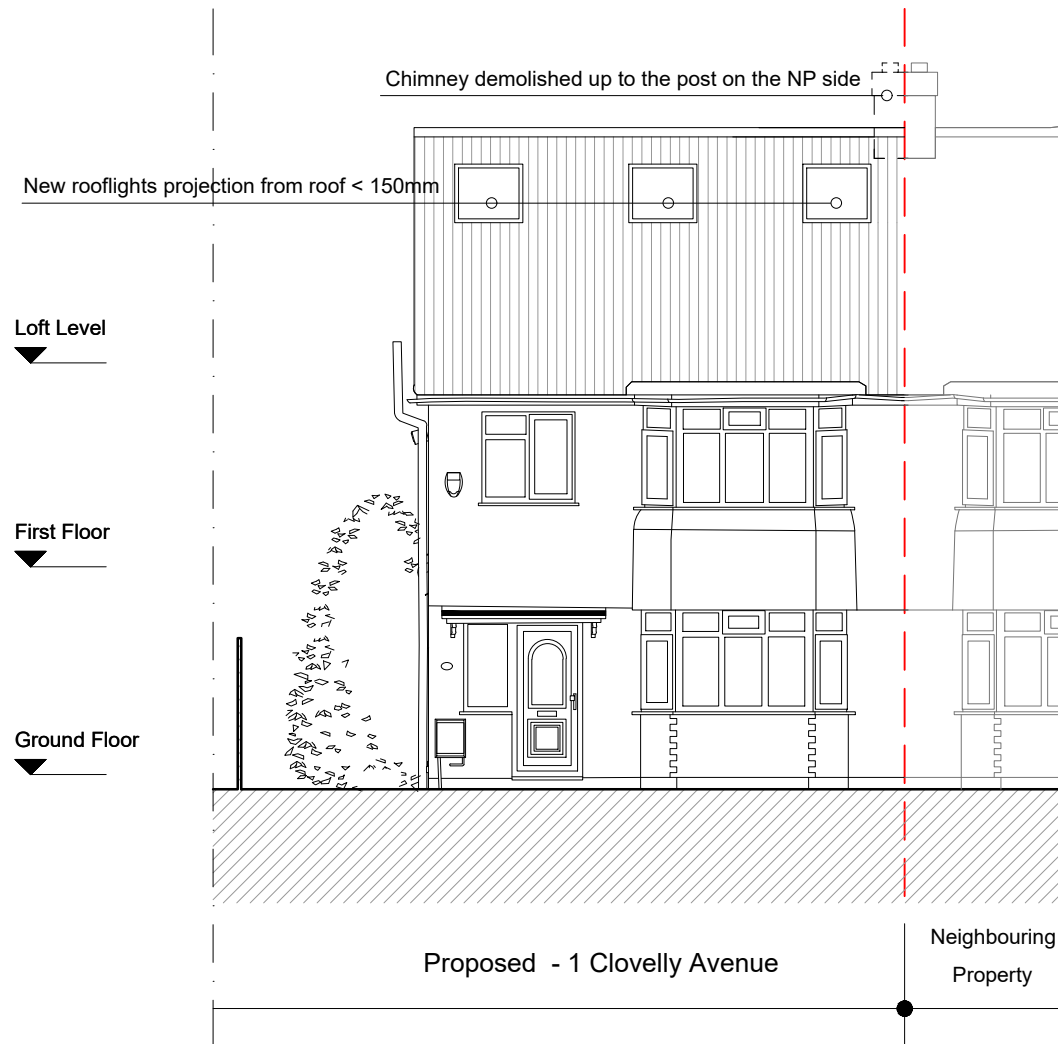 Chimney demolished up to the post on the NP side
New rooflights projection from roof < 150mm
Loft Level
First Floor
Ground Floor
Proposed - 1 Clovelly Avenue
Neighbouring
Property